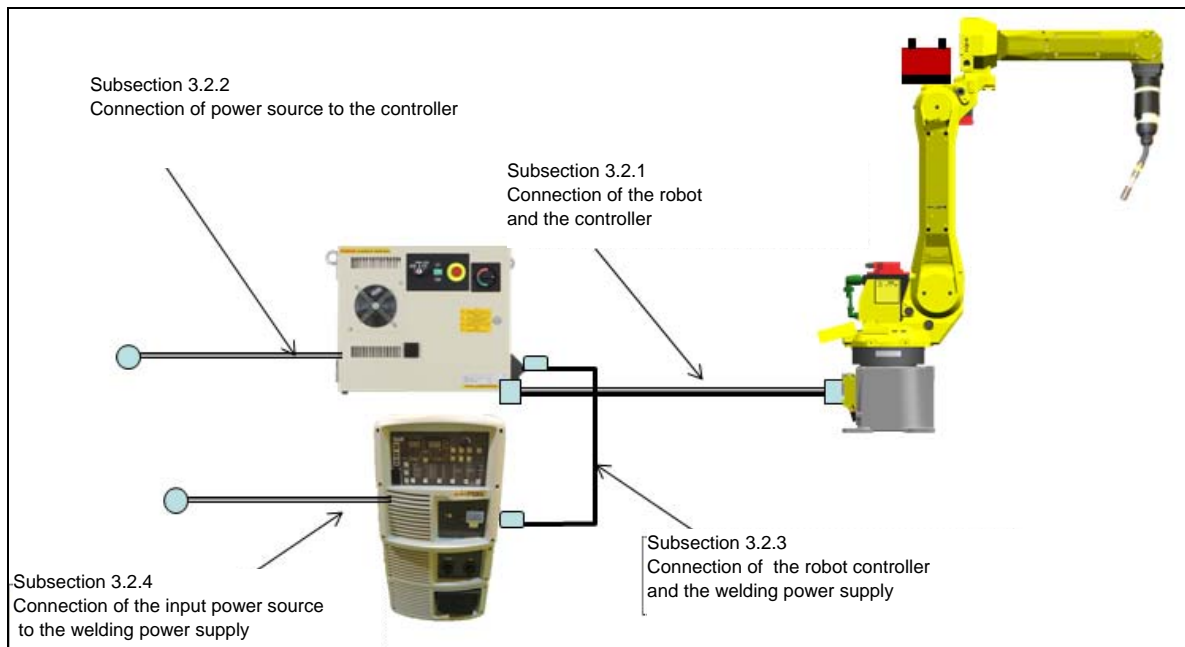 Subsection 3.2.2
Connection of power source to the controller
Subsection 3.2.1
Connection of the robot
and the controller
Subsection 3.2.3
Connection of the robot controller
and the welding power supply
Subsection 3.2.4
Connection of the input power source
to the welding power supply